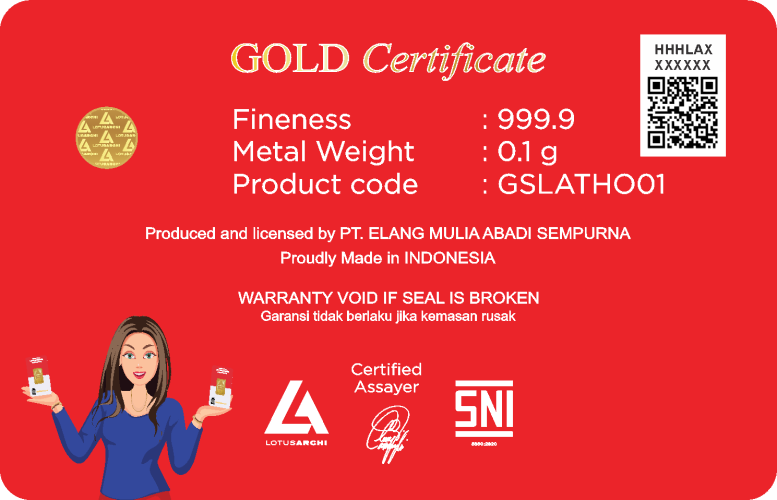 GOLD Certificate
HHHLAX
XXXXXX
Fineness : 999.9
Metal Weight : 0.1 g
Product code : GSLATHO01
LOTUSARCHI
Produced and licensed by PT. ELANG MULIA ABADI SEMPURNA
Proudly Made in INDONESIA
WARRANTY VOID IF SEAL IS BROKEN
Garansi tidak berlaku jika kemasan rusak
Certified
Assayer
LOTUSARCHI
SNI